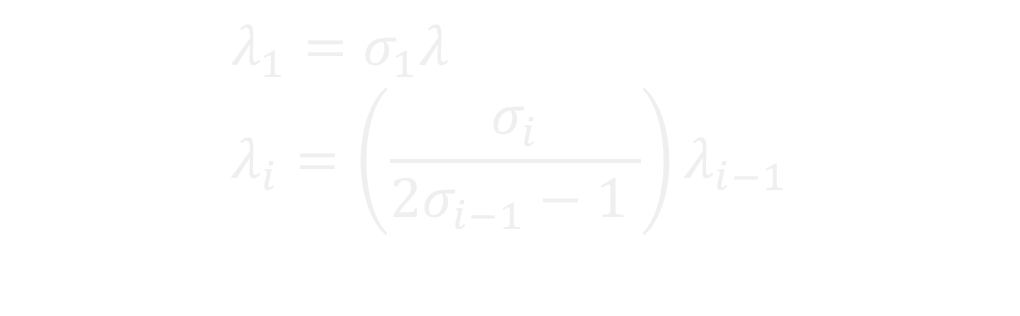 λ₁ = σ₁λ
λᵢ = (σᵢ / (2σᵢ₋₁ − 1)) λᵢ₋₁